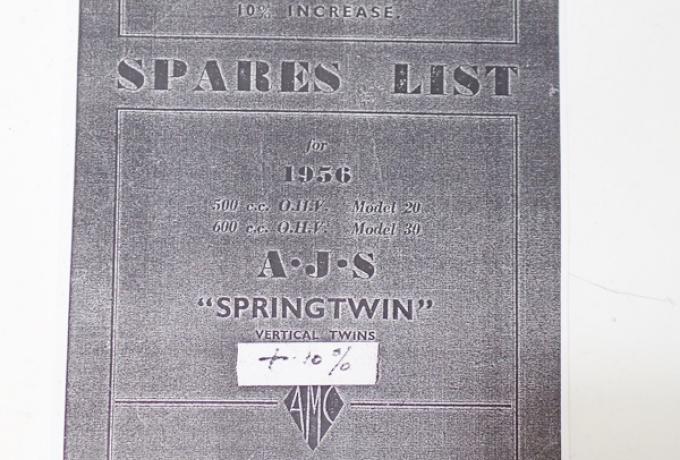 10% INCREASE.
SPARES LIST
for
1956
500 c.c. O.H.V. Model 20
600 c.c. O.H.V. Model 30
A·J·S
"SPRINGTWIN"
VERTICAL TWINS
+ 10%
AMC